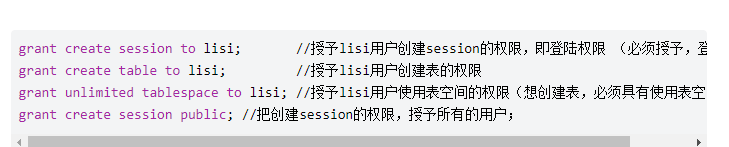 grant create session to lisi; //授予lisi用户创建session的权限，即登陆权限 （必须授予，登
grant create table to lisi; //授予lisi用户创建表的权限
grant unlimited tablespace to lisi; //授予lisi用户使用表空间的权限（想创建表，必须具有使用表空
grant create session public; //把创建session的权限，授予所有的用户；